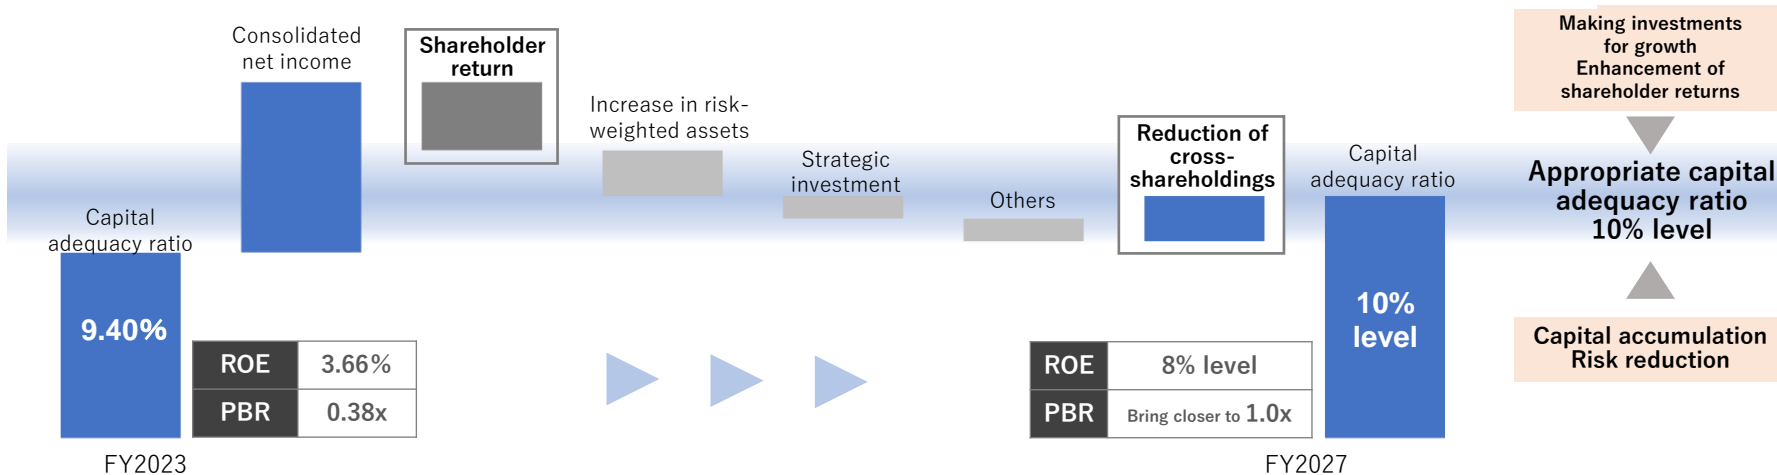 Consolidated
net income
Shareholder
return
Increase in risk-
weighted assets
Strategic
investment
Others
Reduction of
cross-
shareholdings
Capital
adequacy ratio
Capital
adequacy ratio
9.40%
10%
level
ROE 3.66%
PBR 0.38x
ROE 8% level
PBR Bring closer to 1.0x
FY2023
FY2027
Making investments
for growth
Enhancement of
shareholder returns
Appropriate capital
adequacy ratio
10% level
Capital accumulation
Risk reduction